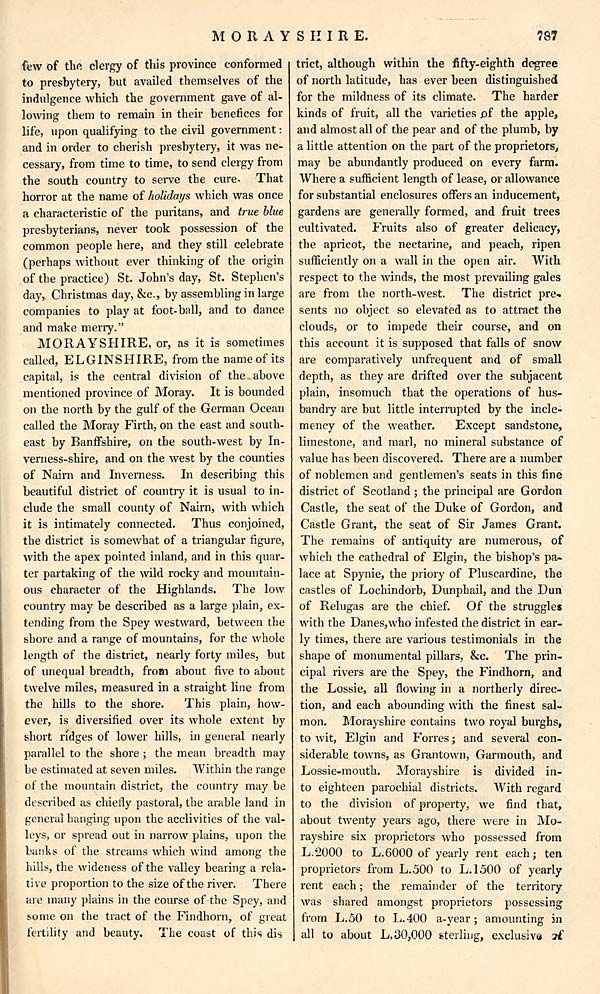 MORAYSHIRE. 787
few of the clergy of this province conformed
to presbytery, but availed themselves of the
indulgence which the government gave of al-
lowing them to remain in their benefices for
life, upon qualifying to the civil government:
and in order to cherish presbytery, it was ne-
cessary, from time to time, to send clergy from
the south country to serve the cure. That
horror at the name of holidays which was once
a characteristic of the puritans, and true blue
presbyterians, never took possession of the
common people here, and they still celebrate
(perhaps without ever thinking of the origin
of the practice) St. John's day, St. Stephen's
day, Christmas day, &c., by assembling in large
companies to play at foot-ball, and to dance
and make merry."
MORAYSHIRE, or, as it is sometimes
called, ELGINSHIRE, from the name of its
capital, is the central division of the above
mentioned province of Moray. It is bounded
on the north by the gulf of the German Ocean
called the Moray Firth, on the east and south-
east by Banffshire, on the south-west by In-
verness-shire, and on the west by the counties
of Nairn and Inverness. In describing this
beautiful district of country it is usual to in-
clude the small county of Nairn, with which
it is intimately connected. Thus conjoined,
the district is somewhat of a triangular figure,
with the apex pointed inland, and in this quar-
ter partaking of the wild rocky and mountain-
ous character of the Highlands. The low
country may be described as a large plain, ex-
tending from the Spey westward, between the
shore and a range of mountains, for the whole
length of the district, nearly forty miles, but
of unequal breadth, from about five to about
twelve miles, measured in a straight line from
the hills to the shore. This plain, how-
ever, is diversified over its whole extent by
short ridges of lower hills, in general nearly
parallel to the shore; the mean breadth may
be estimated at seven miles. Within the range
of the mountain district, the country may be
described as chiefly pastoral, the arable land in
general hanging upon the acclivities of the val-
leys, or spread out in narrow plains, upon the
banks of the streams which wind among the
hills, the wideness of the valley bearing a rela-
tive proportion to the size of the river. There
are many plains in the course of the Spey, and
some on the tract of the Findhorn, of great
fertility and beauty. The coast of this dis
trict, although within the fifty-eighth degree
of north latitude, has ever been distinguished
for the mildness of its climate. The harder
kinds of fruit, all the varieties of the apple,
and almost all of the pear and of the plumb, by
a little attention on the part of the proprietors,
may be abundantly produced on every farm.
Where a sufficient length of lease, or allowance
for substantial enclosures offers an inducement,
gardens are generally formed, and fruit trees
cultivated. Fruits also of greater delicacy,
the apricot, the nectarine, and peach, ripen
sufficiently on a wall in the open air. With
respect to the winds, the most prevailing gales
are from the north-west. The district pre-
sents no object so elevated as to attract the
clouds, or to impede their course, and on
this account it is supposed that falls of snow
are comparatively unfrequent and of small
depth, as they are drifted over the subjacent
plain, insomuch that the operations of hus-
bandry are but little interrupted by the incle-
mency of the weather. Except sandstone,
limestone, and marl, no mineral substance of
value has been discovered. There are a number
of noblemen and gentlemen's seats in this fine
district of Scotland; the principal are Gordon
Castle, the seat of the Duke of Gordon, and
Castle Grant, the seat of Sir James Grant.
The remains of antiquity are numerous, of
which the cathedral of Elgin, the bishop's pa-
lace at Spynie, the priory of Pluscardine, the
castles of Lochindorb, Dunphail, and the Dun
of Relugas are the chief. Of the struggles
with the Danes, who infested the district in ear-
ly times, there are various testimonials in the
shape of monumental pillars, &c. The prin-
cipal rivers are the Spey, the Findhorn, and
the Lossie, all flowing in a northerly direc-
tion, and each abounding with the finest sal-
mon. Morayshire contains two royal burghs,
to wit, Elgin and Forres; and several con-
siderable towns, as Grantown, Garmouth, and
Lossie-mouth. Morayshire is divided in-
to eighteen parochial districts. With regard
to the division of property, we find that,
about twenty years ago, there were in Mo-
rayshire six proprietors who possessed from
L.2000 to L.6000 of yearly rent each; ten
proprietors from L.500 to L.1500 of yearly
rent each; the remainder of the territory
was shared amongst proprietors possessing
from L.50 to L.400 a-year; amounting in
all to about L.30,000 sterling, exclusive of